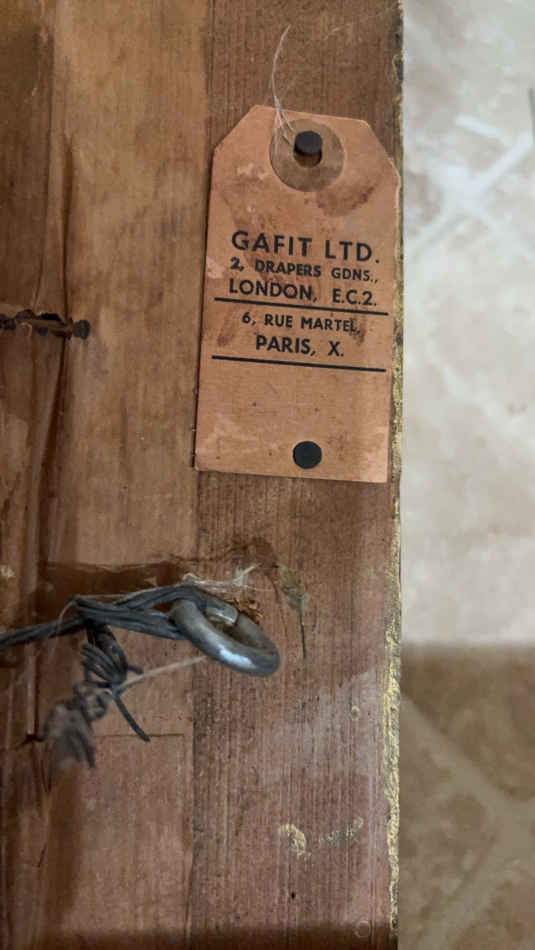 GAFIT LTD.
2, DRAPERS GDNS.,
LONDON, E.C.2.
6, RUE MARTEL,
PARIS, X.